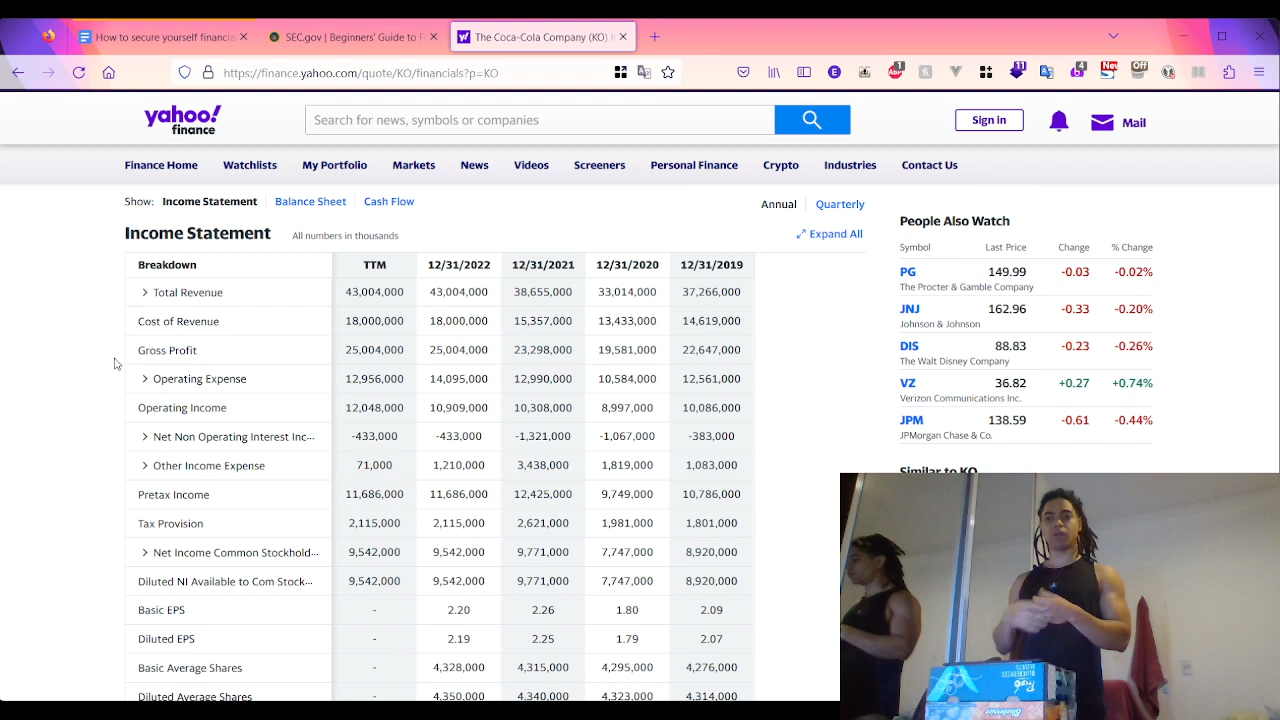 How to secure yourself financia
SEC.gov | Beginners' Guide to F
The Coca-Cola Company (KO) I
https://finance.yahoo.com/quote/KO/financials?p=KO
1
11
4
New
Off
yahoo!
finance
Search for news, symbols or companies
Sign in
Mail
Finance Home Watchlists My Portfolio Markets News Videos Screeners Personal Finance Crypto Industries Contact Us
Show: Income Statement Balance Sheet Cash Flow
Annual Quarterly
Income Statement All numbers in thousands
Expand All
Breakdown TTM 12/31/2022 12/31/2021 12/31/2020 12/31/2019
Total Revenue 43,004,000 43,004,000 38,655,000 33,014,000 37,266,000
Cost of Revenue 18,000,000 18,000,000 15,357,000 13,433,000 14,619,000
Gross Profit 25,004,000 25,004,000 23,298,000 19,581,000 22,647,000
Operating Expense 12,956,000 14,095,000 12,990,000 10,584,000 12,561,000
Operating Income 12,048,000 10,909,000 10,308,000 8,997,000 10,086,000
Net Non Operating Interest Inc... -433,000 -433,000 -1,321,000 -1,067,000 -383,000
Other Income Expense 71,000 1,210,000 3,438,000 1,819,000 1,083,000
Pretax Income 11,686,000 11,686,000 12,425,000 9,749,000 10,786,000
Tax Provision 2,115,000 2,115,000 2,621,000 1,981,000 1,801,000
Net Income Common Stockhold... 9,542,000 9,542,000 9,771,000 7,747,000 8,920,000
Diluted NI Available to Com Stock... 9,542,000 9,542,000 9,771,000 7,747,000 8,920,000
Basic EPS - 2.20 2.26 1.80 2.09
Diluted EPS - 2.19 2.25 1.79 2.07
Basic Average Shares - 4,328,000 4,315,000 4,295,000 4,276,000
Diluted Average Shares - 4,350,000 4,340,000 4,323,000 4,314,000
People Also Watch
Symbol Last Price Change % Change
PG 149.99 -0.03 -0.02%
The Procter & Gamble Company
JNJ 162.96 -0.33 -0.20%
Johnson & Johnson
DIS 88.83 -0.23 -0.26%
The Walt Disney Company
VZ 36.82 +0.27 +0.74%
Verizon Communications Inc.
JPM 138.59 -0.61 -0.44%
JPMorgan Chase & Co.
Similar to KO